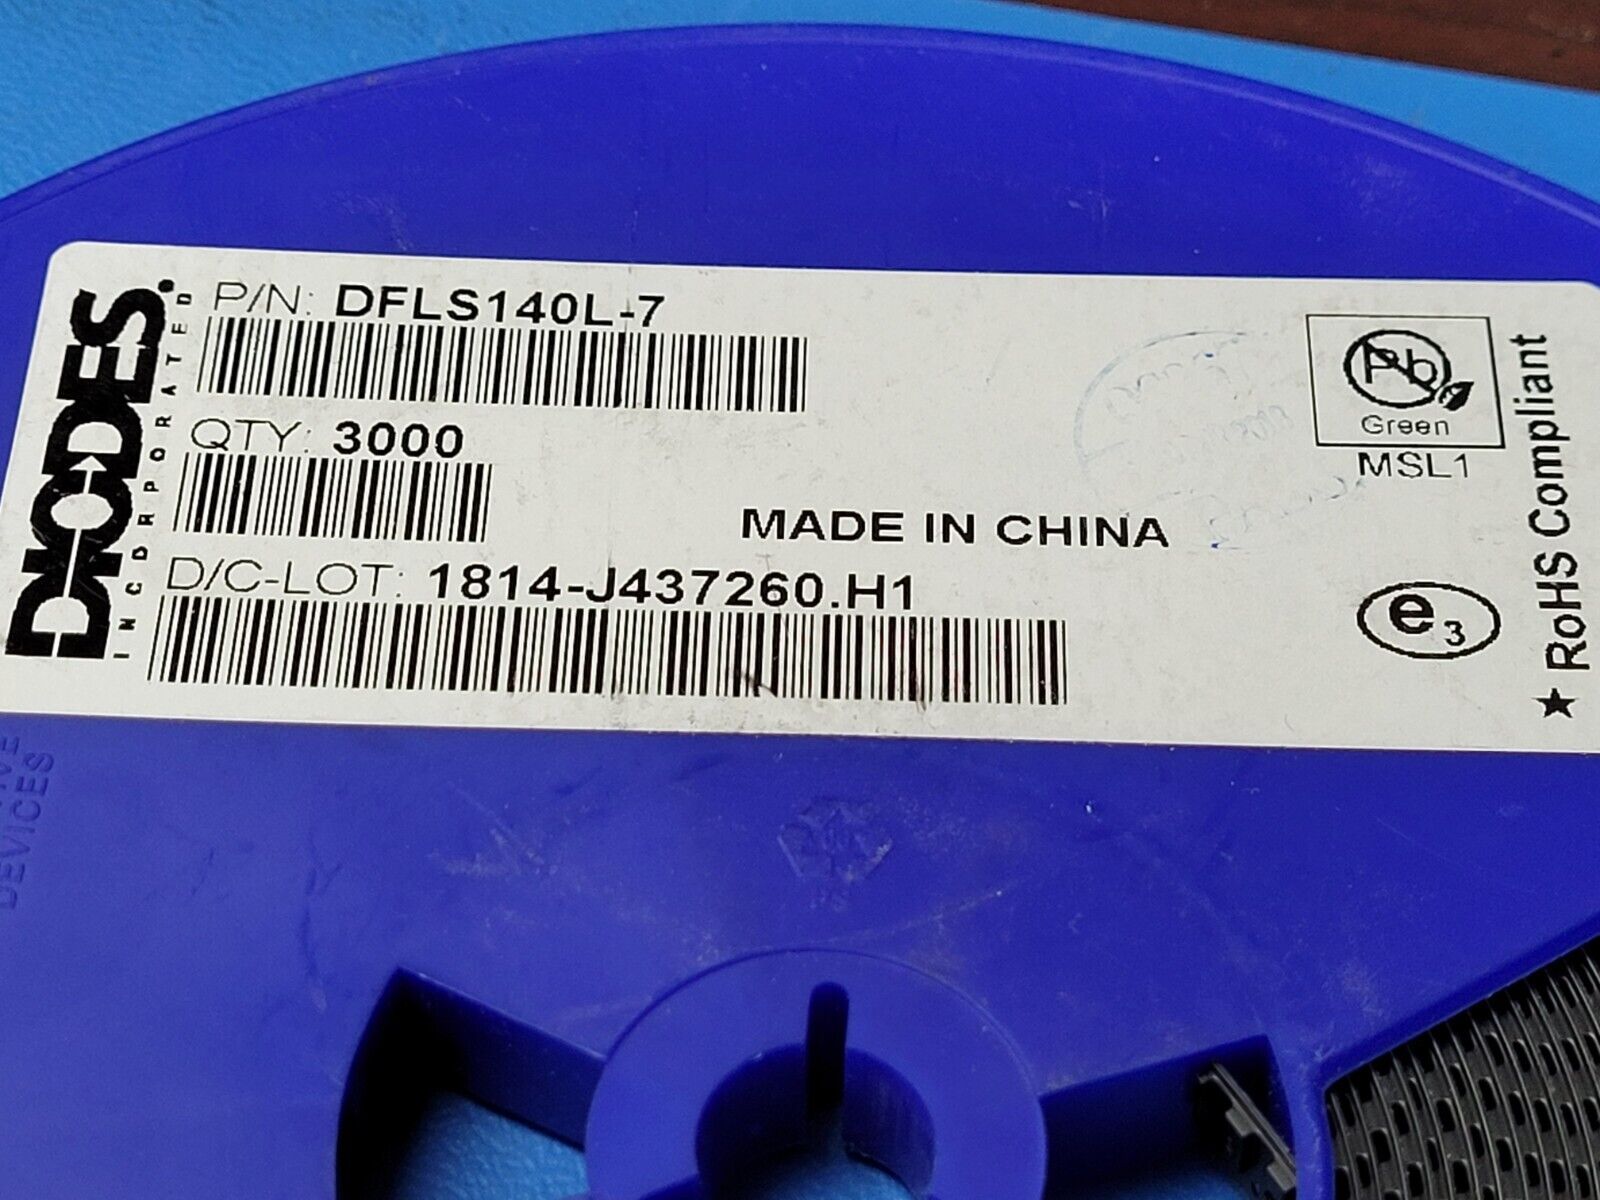 DIODES
INCORPORATED
P/N: DFLS140L-7
QTY: 3000
D/C-LOT: 1814-J437260.H1
MADE IN CHINA
Pb
Green
MSL1
e3
★ RoHS Compliant
DEVICES